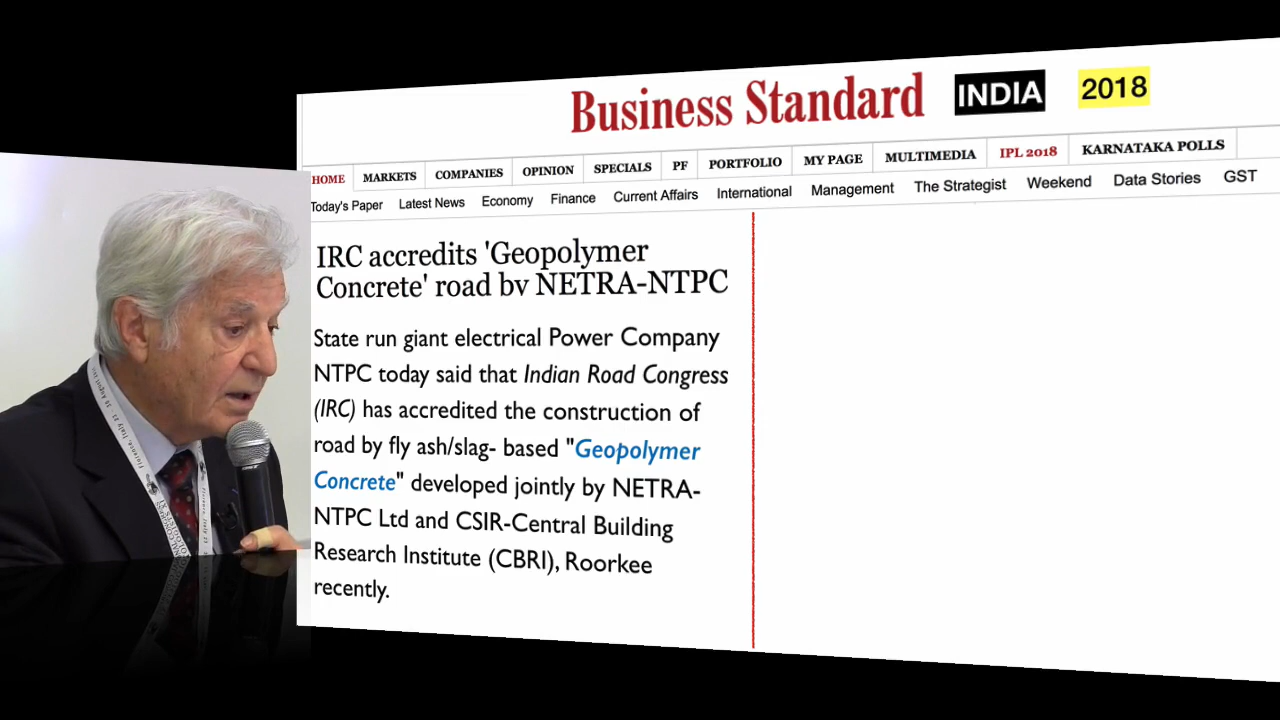 Business Standard INDIA 2018
HOME MARKETS COMPANIES OPINION SPECIALS PF PORTFOLIO MY PAGE MULTIMEDIA IPL 2018 KARNATAKA POLLS
Today's Paper Latest News Economy Finance Current Affairs International Management The Strategist Weekend Data Stories GST
IRC accredits 'Geopolymer
Concrete' road bv NETRA-NTPC
State run giant electrical Power Company
NTPC today said that Indian Road Congress
(IRC) has accredited the construction of
road by fly ash/slag- based "Geopolymer
Concrete" developed jointly by NETRA-
NTPC Ltd and CSIR-Central Building
Research Institute (CBRI), Roorkee
recently.